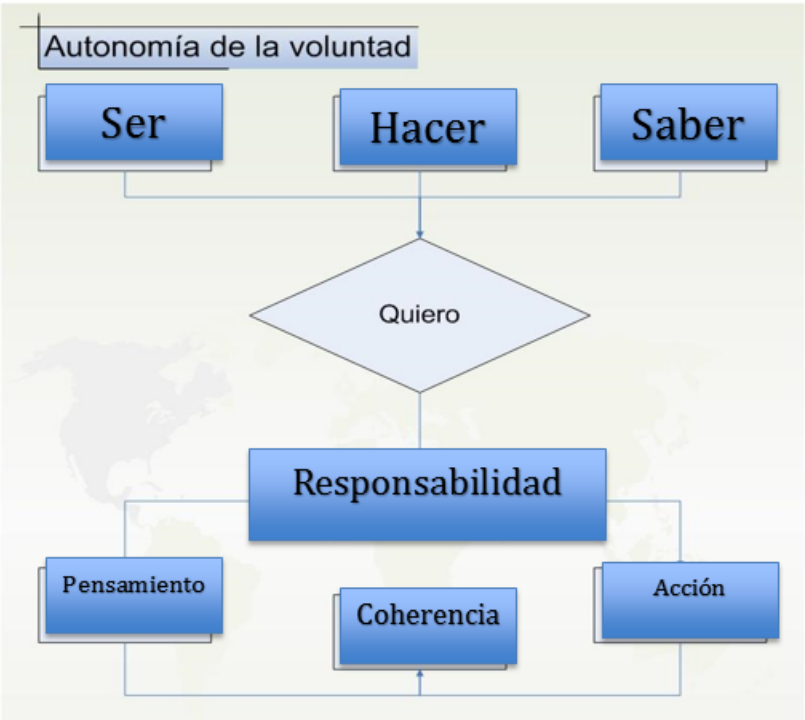 Autonomía de la voluntad
Ser
Hacer
Saber
Quiero
Responsabilidad
Pensamiento
Coherencia
Acción